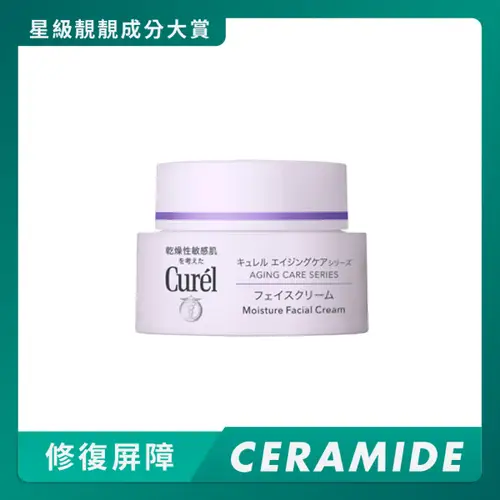 星級靚靚成分大賞
乾燥性敏感肌
を考えた
Curél
キュレル エイジングケアシリーズ
AGING CARE SERIES
フェイスクリーム
Moisture Facial Cream
修復屏障
CERAMIDE